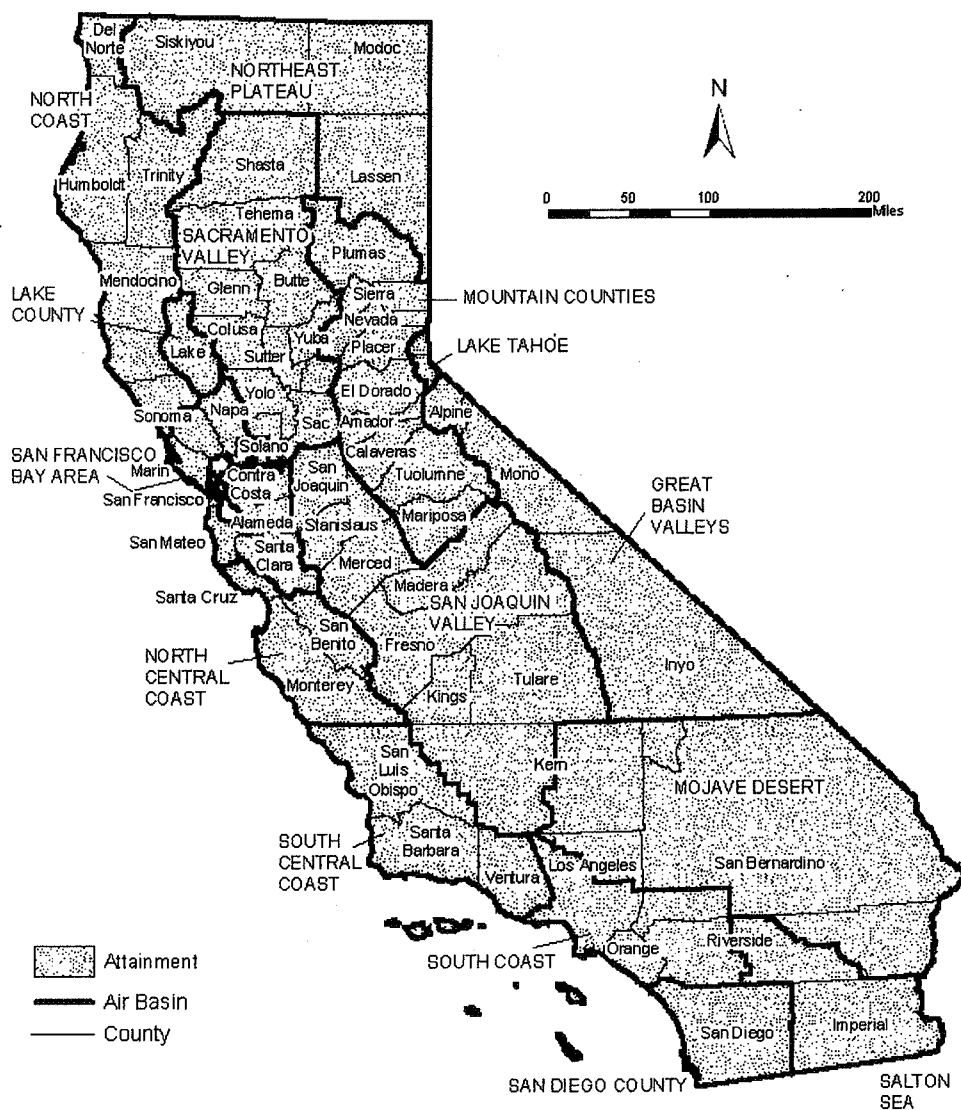 Del
Norte
Siskiyou
Modoc
NORTHEAST
PLATEAU
NORTH
COAST
N
Shasta
Lassen
Humboldt
Trinity
0 50 100 200
Miles
Tehema
SACRAMENTO
VALLEY
Plumas
Mendocino
Glenn
Butte
Sierra
MOUNTAIN COUNTIES
LAKE
COUNTY
Nevada
Colusa
Yuba
Placer
Lake
Sutter
LAKE TAHOE
Yolo
El Dorado
Napa
Sonoma
Sac
Alpine
Amador
Solano
Calaveras
SAN FRANCISCO
BAY AREA
Marin
Contra
Costa
San
Joaquin
Tuolumne
Mono
San Francisco
GREAT
BASIN
VALLEYS
Alameda
Stanislaus
Mariposa
San Mateo
Santa
Clara
Merced
Madera
Santa Cruz
SAN JOAQUIN
VALLEY
San
Benito
Fresno
NORTH
CENTRAL
COAST
Inyo
Monterey
Kings
Tulare
San
Luis
Obispo
Kern
MOJAVE DESERT
SOUTH
CENTRAL
COAST
Santa
Barbara
Los Angeles
San Bernardino
Ventura
Orange
Riverside
SOUTH COAST
Attainment
Air Basin
County
San Diego
Imperial
SAN DIEGO COUNTY
SALTON
SEA